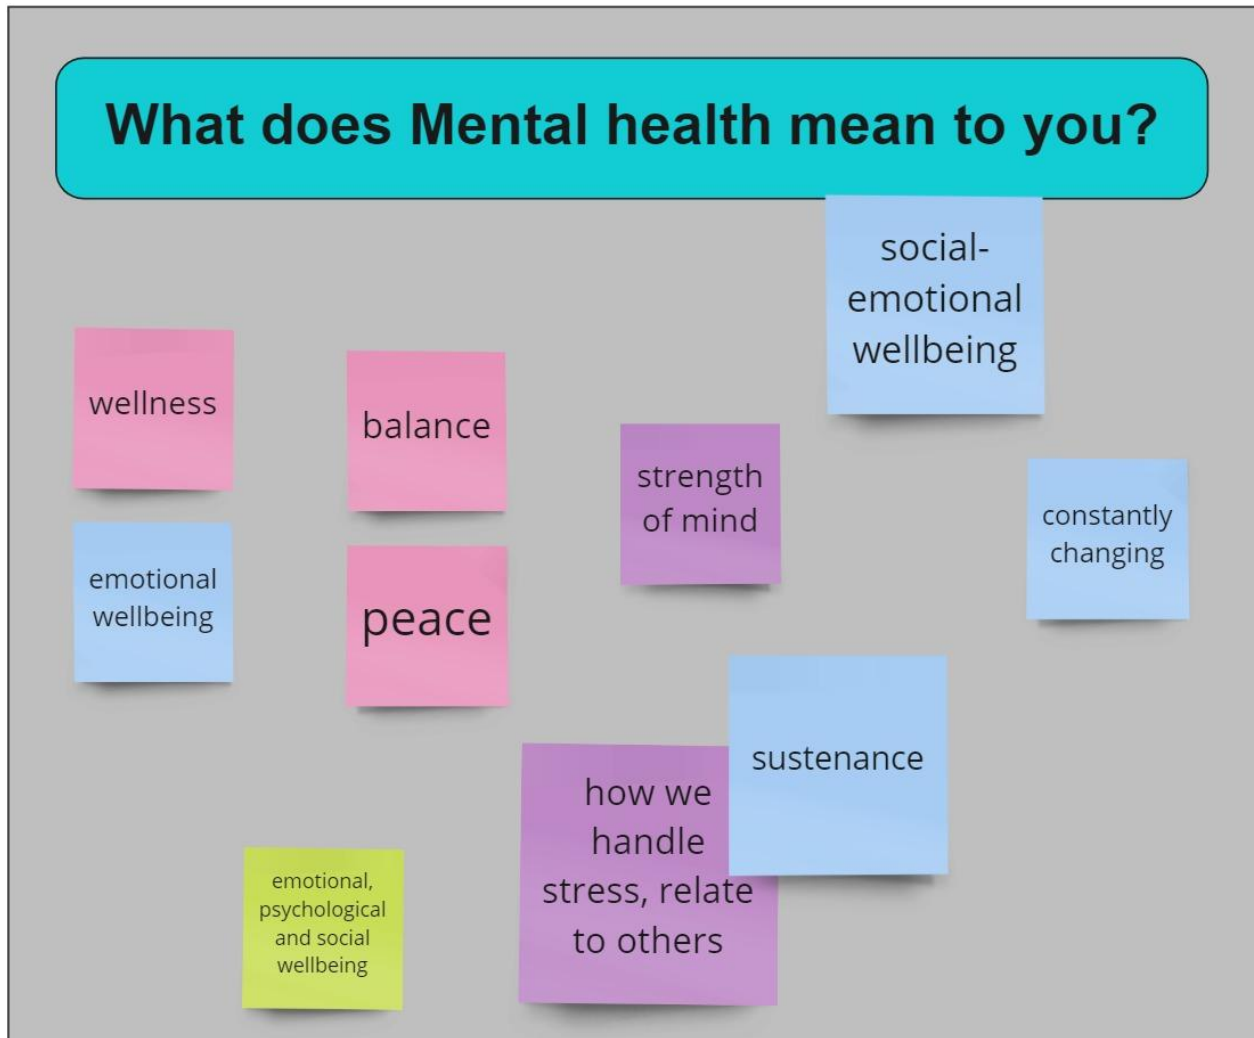 What does Mental health mean to you?
social-
emotional
wellbeing
wellness
balance
strength
of mind
constantly
changing
emotional
wellbeing
peace
sustenance
how we
handle
stress, relate
to others
emotional,
psychological
and social
wellbeing